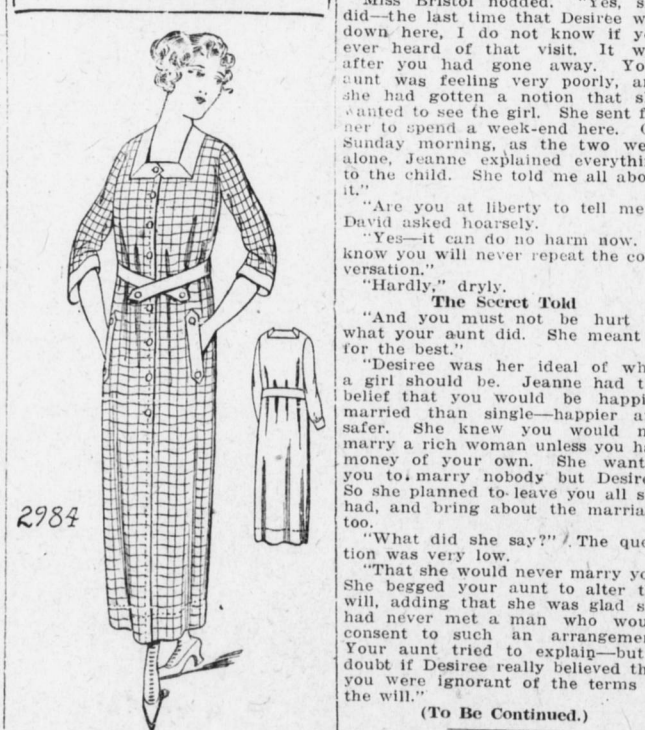 2984
Miss Bristol nodded. "Yes, s
did—the last time that Desiree w
down here, I do not know if y
ever heard of that visit. It w
after you had gone away. Yo
aunt was feeling very poorly, a
she had gotten a notion that s
wanted to see the girl. She sent f
her to spend a week-end here.
Sunday morning, as the two we
alone, Jeanne explained everythi
to the child. She told me all abo
it."
"Are you at liberty to tell me
David asked hoarsely.
"Yes—it can do no harm now.
know you will never repeat the co
versation."
"Hardly," dryly.
The Secret Told
"And you must not be hurt
what your aunt did. She meant
for the best."
"Desiree was her ideal of wh
a girl should be. Jeanne had t
belief that you would be happi
married than single—happier a
safer. She knew you would n
marry a rich woman unless you h
money of your own. She want
you to marry nobody but Desire
So she planned to leave you all s
had, and bring about the marria
too.
"What did she say?" The que
tion was very low.
"That she would never marry yo
She begged your aunt to alter t
will, adding that she was glad s
had never met a man who wou
consent to such an arrangeme
Your aunt tried to explain—but
doubt if Desiree really believed th
you were ignorant of the terms
the will."
(To Be Continued.)